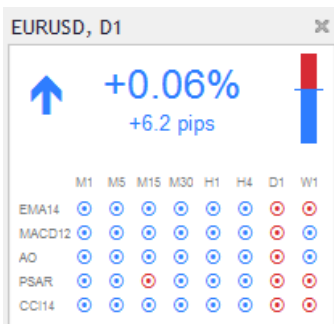 EURUSD, D1
+0.06%
+6.2 pips
M1 M5 M15 M30 H1 H4 D1 W1
EMA14
MACD12
AO
PSAR
CCI14